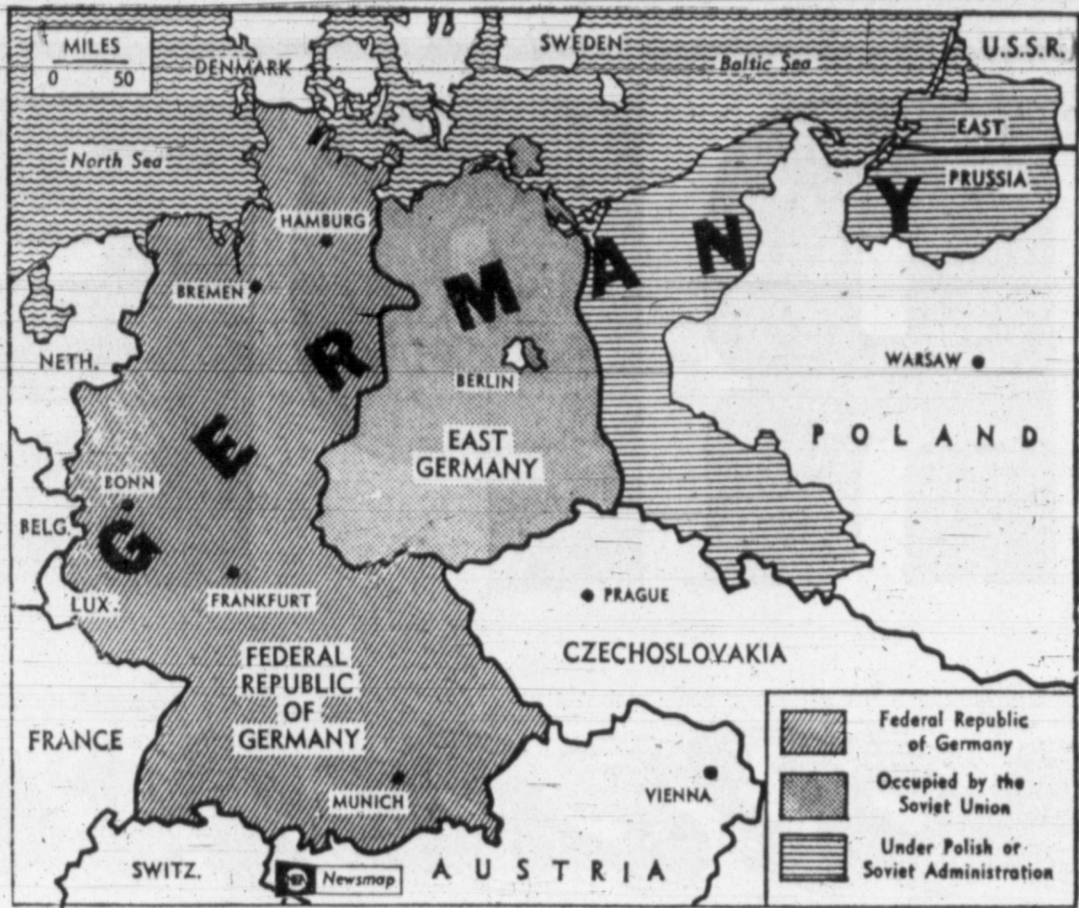 MILES
0 50
DENMARK
SWEDEN
Baltic Sea
U.S.S.R.
North Sea
EAST
PRUSSIA
HAMBURG
BREMEN
G E R M A N Y
NETH.
BERLIN
WARSAW
EAST
GERMANY
POLAND
BONN
BELG.
LUX.
FRANKFURT
PRAGUE
CZECHOSLOVAKIA
FEDERAL
REPUBLIC
OF
GERMANY
FRANCE
MUNICH
VIENNA
SWITZ.
NEA Newsmap
AUSTRIA
Federal Republic
of Germany
Occupied by the
Soviet Union
Under Polish or
Soviet Administration